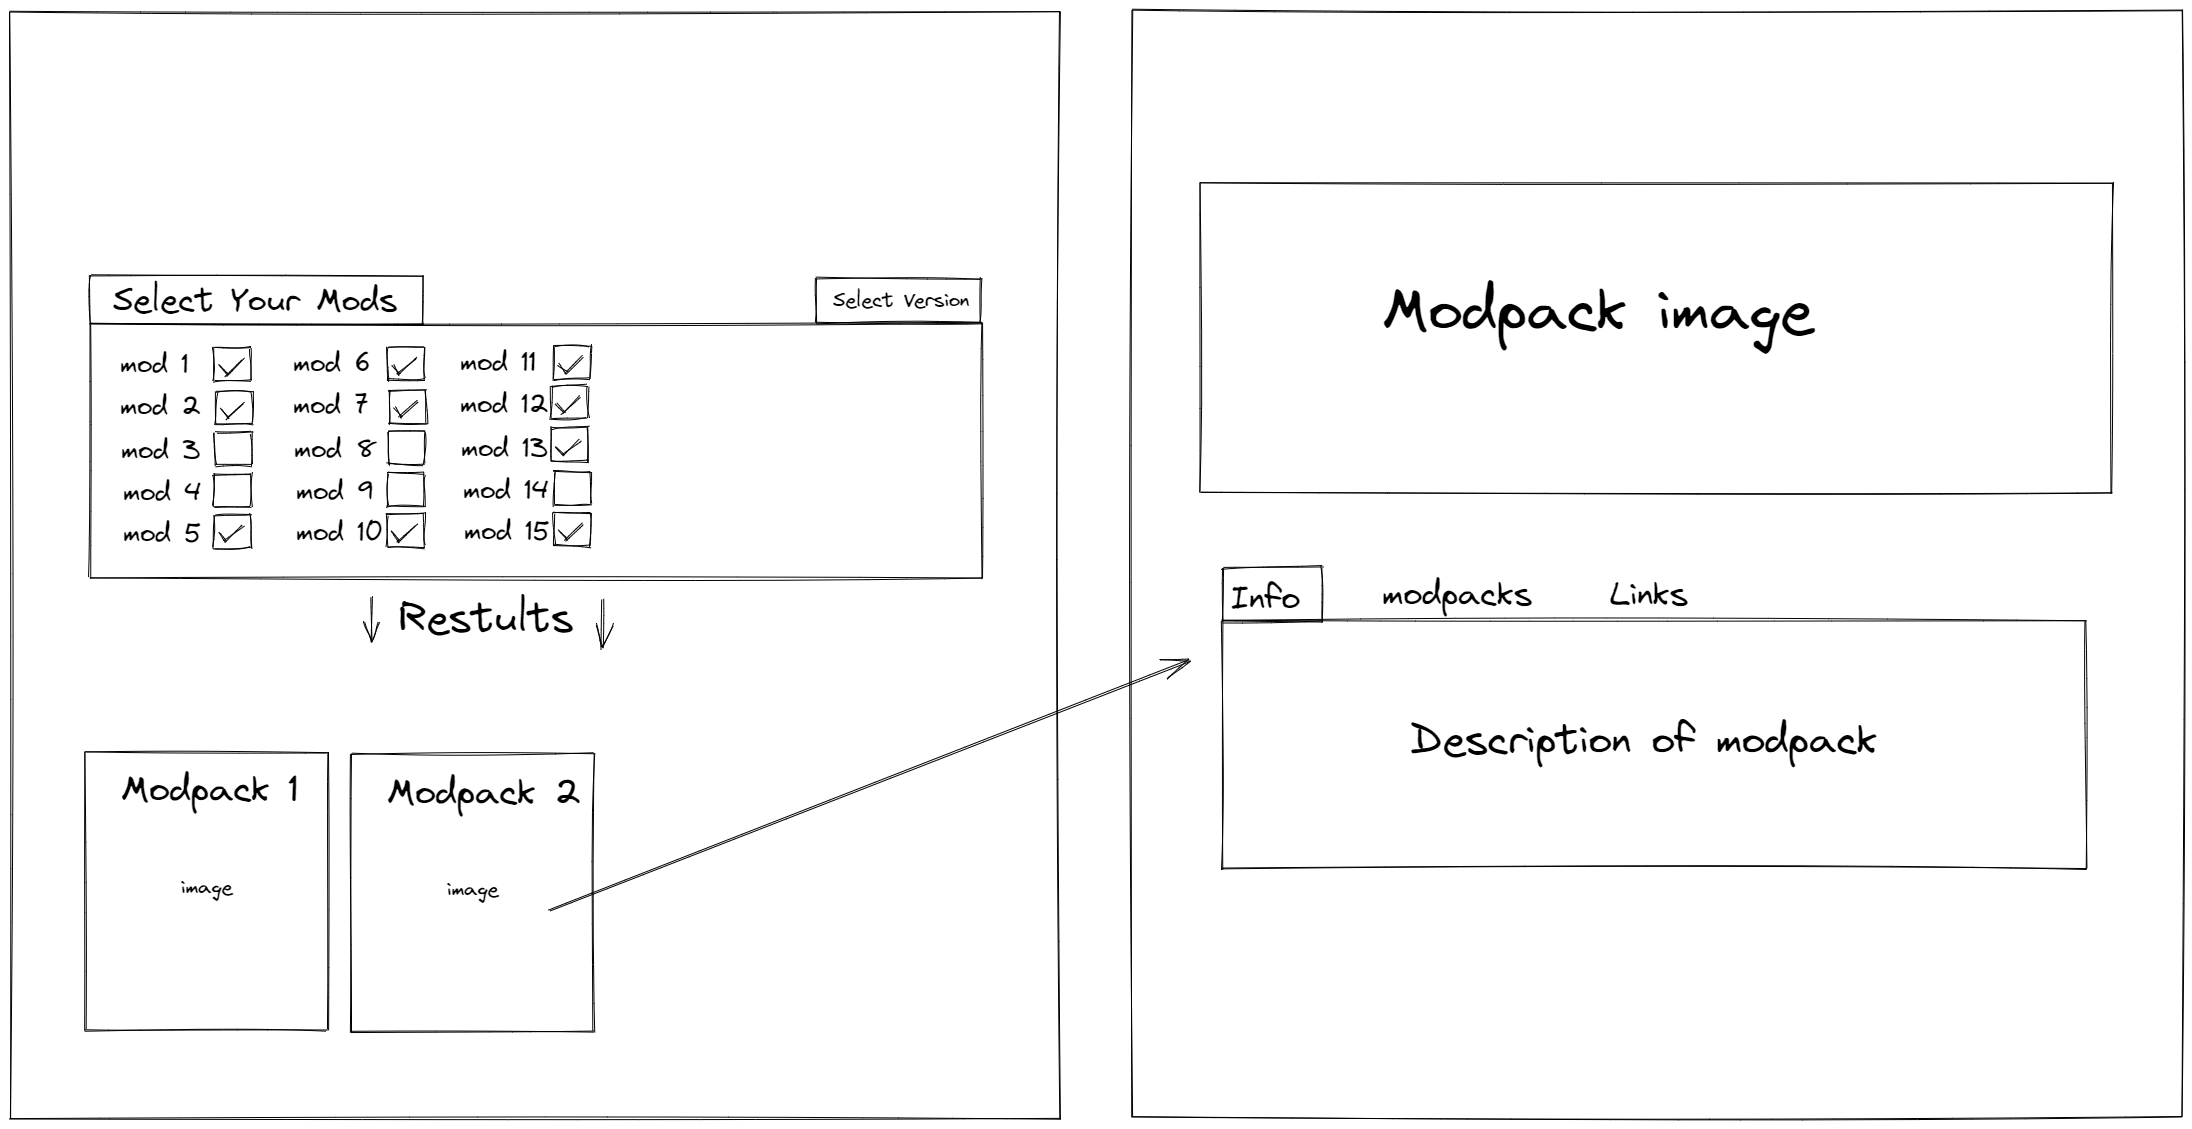 Select Your Mods
Select Version
mod 1 mod 6 mod 11
mod 2 mod 7 mod 12
mod 3 mod 8 mod 13
mod 4 mod 9 mod 14
mod 5 mod 10 mod 15
Restults
Modpack 1
image
Modpack 2
image
Modpack image
Info modpacks Links
Description of modpack